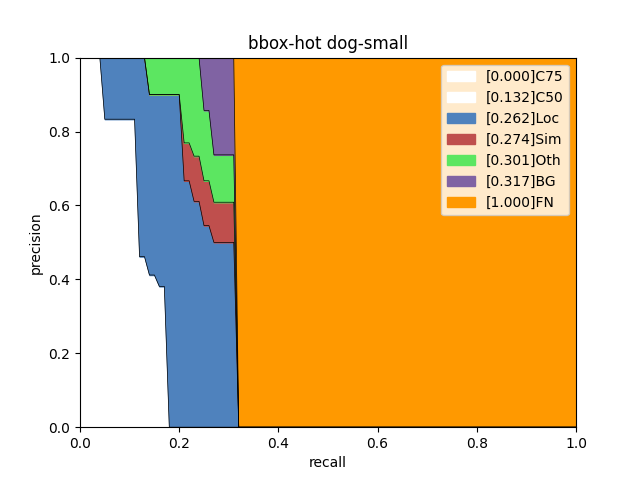 bbox-hot dog-small
1.0
0.8
0.6
0.4
0.2
0.0
precision
[0.000]C75
[0.132]C50
[0.262]Loc
[0.274]Sim
[0.301]Oth
[0.317]BG
[1.000]FN
0.0 0.2 0.4 0.6 0.8 1.0
recall